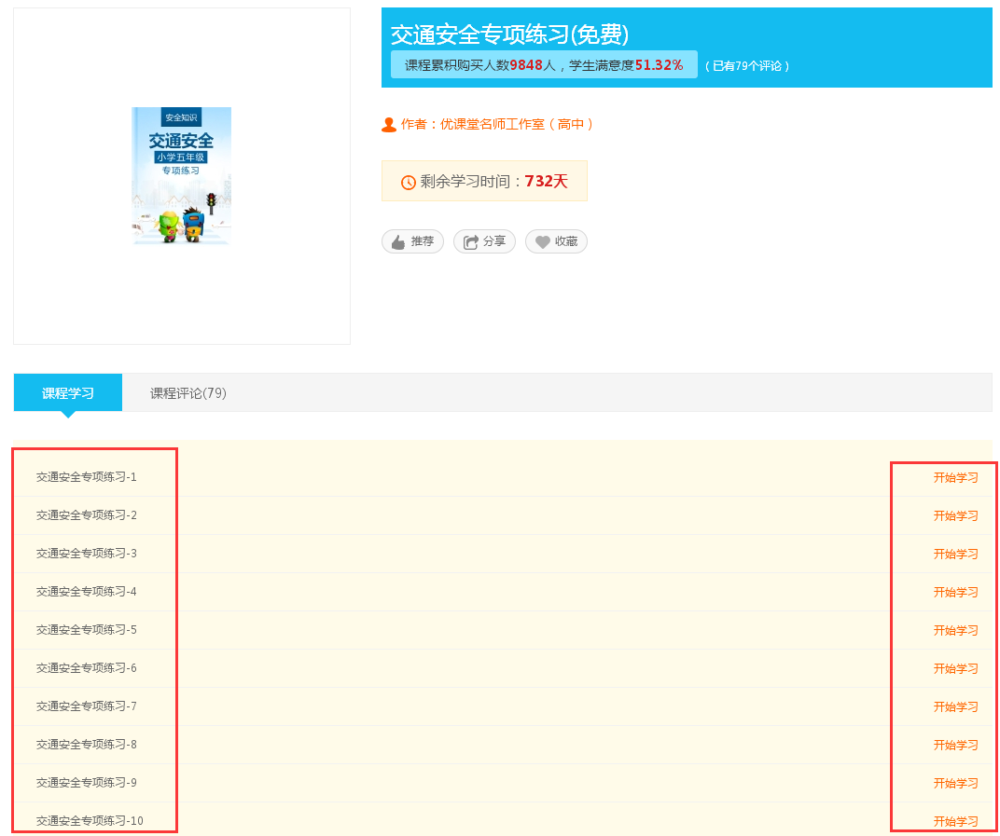 安全知识
交通安全
小学五年级
专项练习
交通安全专项练习(免费)
课程累积购买人数9848人，学生满意度51.32%
（已有79个评论）
作者：优课堂名师工作室（高中）
剩余学习时间：732天
推荐
分享
收藏
课程学习
课程评论(79)
交通安全专项练习-1 开始学习
交通安全专项练习-2 开始学习
交通安全专项练习-3 开始学习
交通安全专项练习-4 开始学习
交通安全专项练习-5 开始学习
交通安全专项练习-6 开始学习
交通安全专项练习-7 开始学习
交通安全专项练习-8 开始学习
交通安全专项练习-9 开始学习
交通安全专项练习-10 开始学习